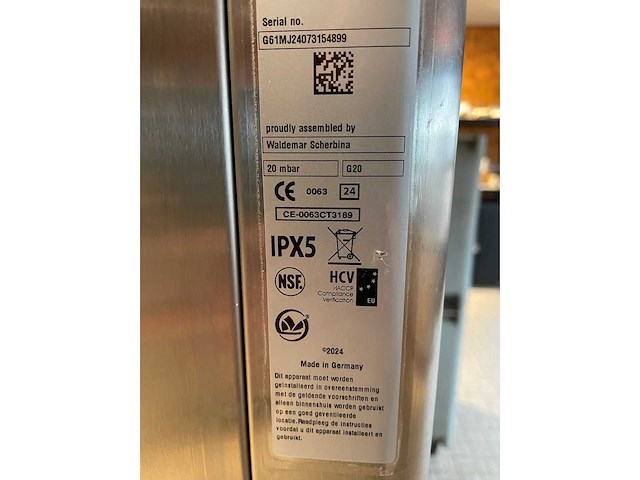 Serial no.
G61MJ24073154899
proudly assembled by
Waldemar Scherbina
20 mbar G20
CE 0063 24
CE-0063CT3189
IPX5
NSF.
HCV
HACCP
Compliance
Verification
EU
©2024
Made in Germany
Dit apparaat moet worden
geïnstalleerd in overeenstemming
met de geldende voorschriften en
alleen binnenshuis worden gebruikt
op een goed geventileerde
locatie. Raadpleeg de instructies
voordat u dit apparaat installeert en
gebruikt.